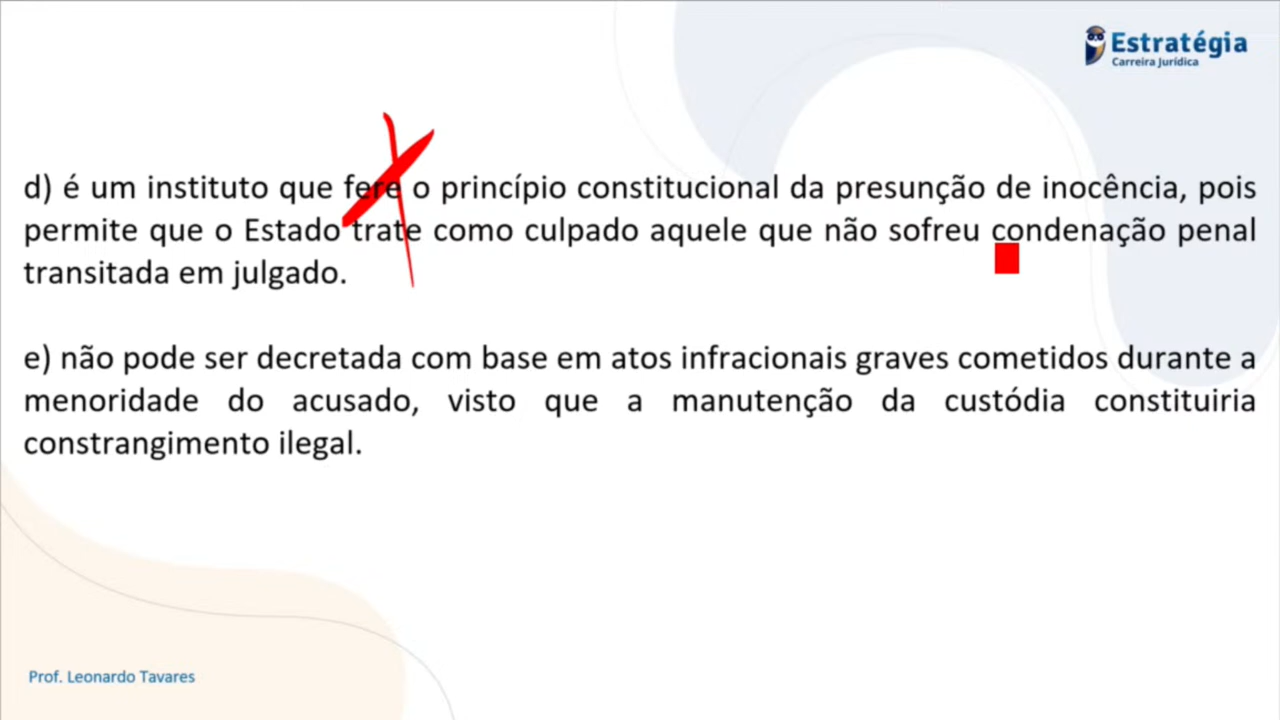 Estratégia
Carreira Jurídica
d) é um instituto que fere o princípio constitucional da presunção de inocência, pois
permite que o Estado trate como culpado aquele que não sofreu condenação penal
transitada em julgado.
e) não pode ser decretada com base em atos infracionais graves cometidos durante a
menoridade do acusado, visto que a manutenção da custódia constituiria
constrangimento ilegal.
Prof. Leonardo Tavares